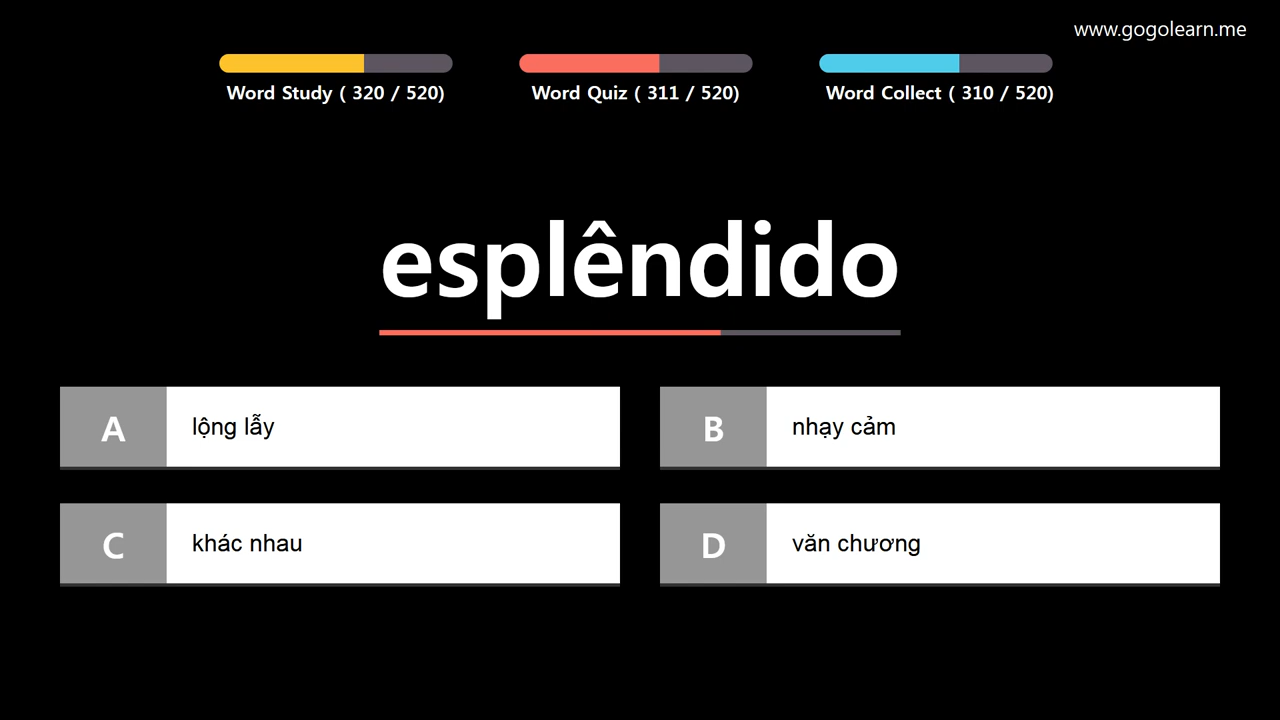 www.gogolearn.me
Word Study ( 320 / 520)
Word Quiz ( 311 / 520)
Word Collect ( 310 / 520)
esplêndido
A
lộng lẫy
B
nhạy cảm
C
khác nhau
D
văn chương